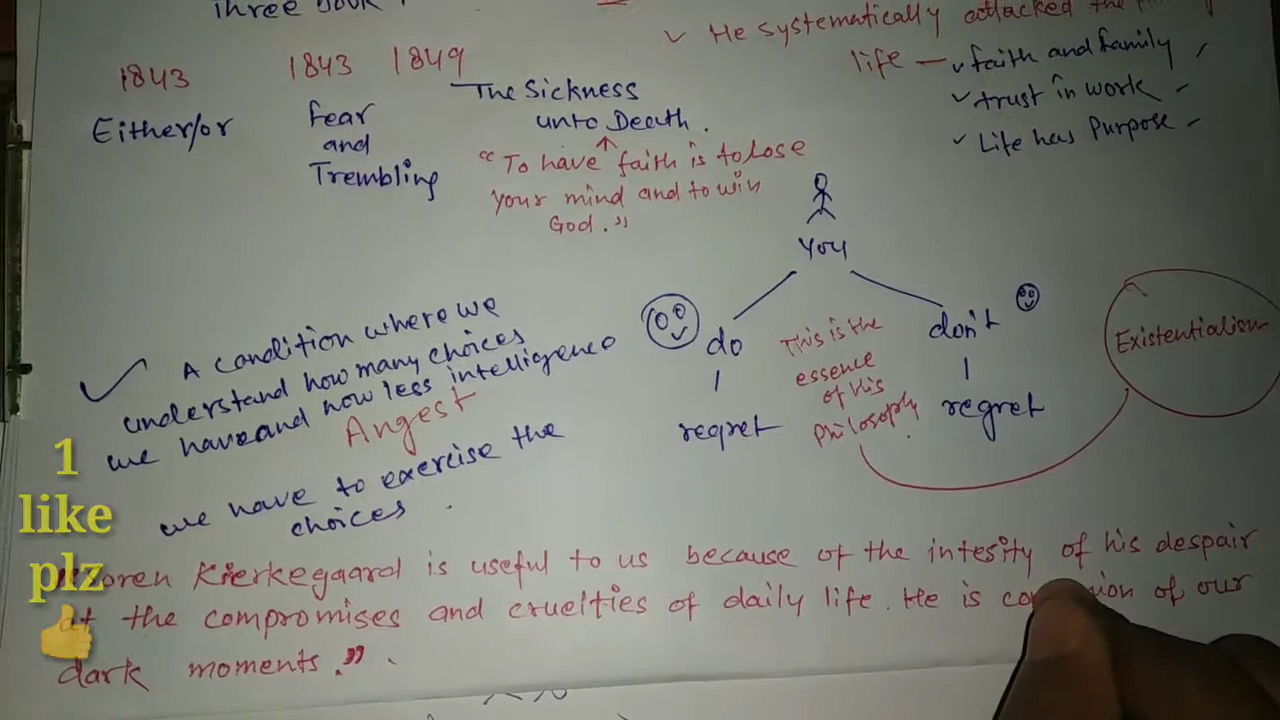 three book
He systematically attacked the
life - faith and family
trust in work
Life has Purpose
1843
Either/or
1843
fear
and
Trembling
1849
The Sickness
unto Death.
"To have faith is to Lose
your mind and to win
God."
You
do
regret
don't
regret
This is the
essence
of his
Philosophy.
Existentialism
A condition where we
understand how many choices
we have and how less intelligence
Angest
we have to exercise the
choices.
1
like
plz
oren Kierkegaard is useful to us because of the intesity of his despair
at the compromises and cruelties of daily life. He is of our
dark moments.".